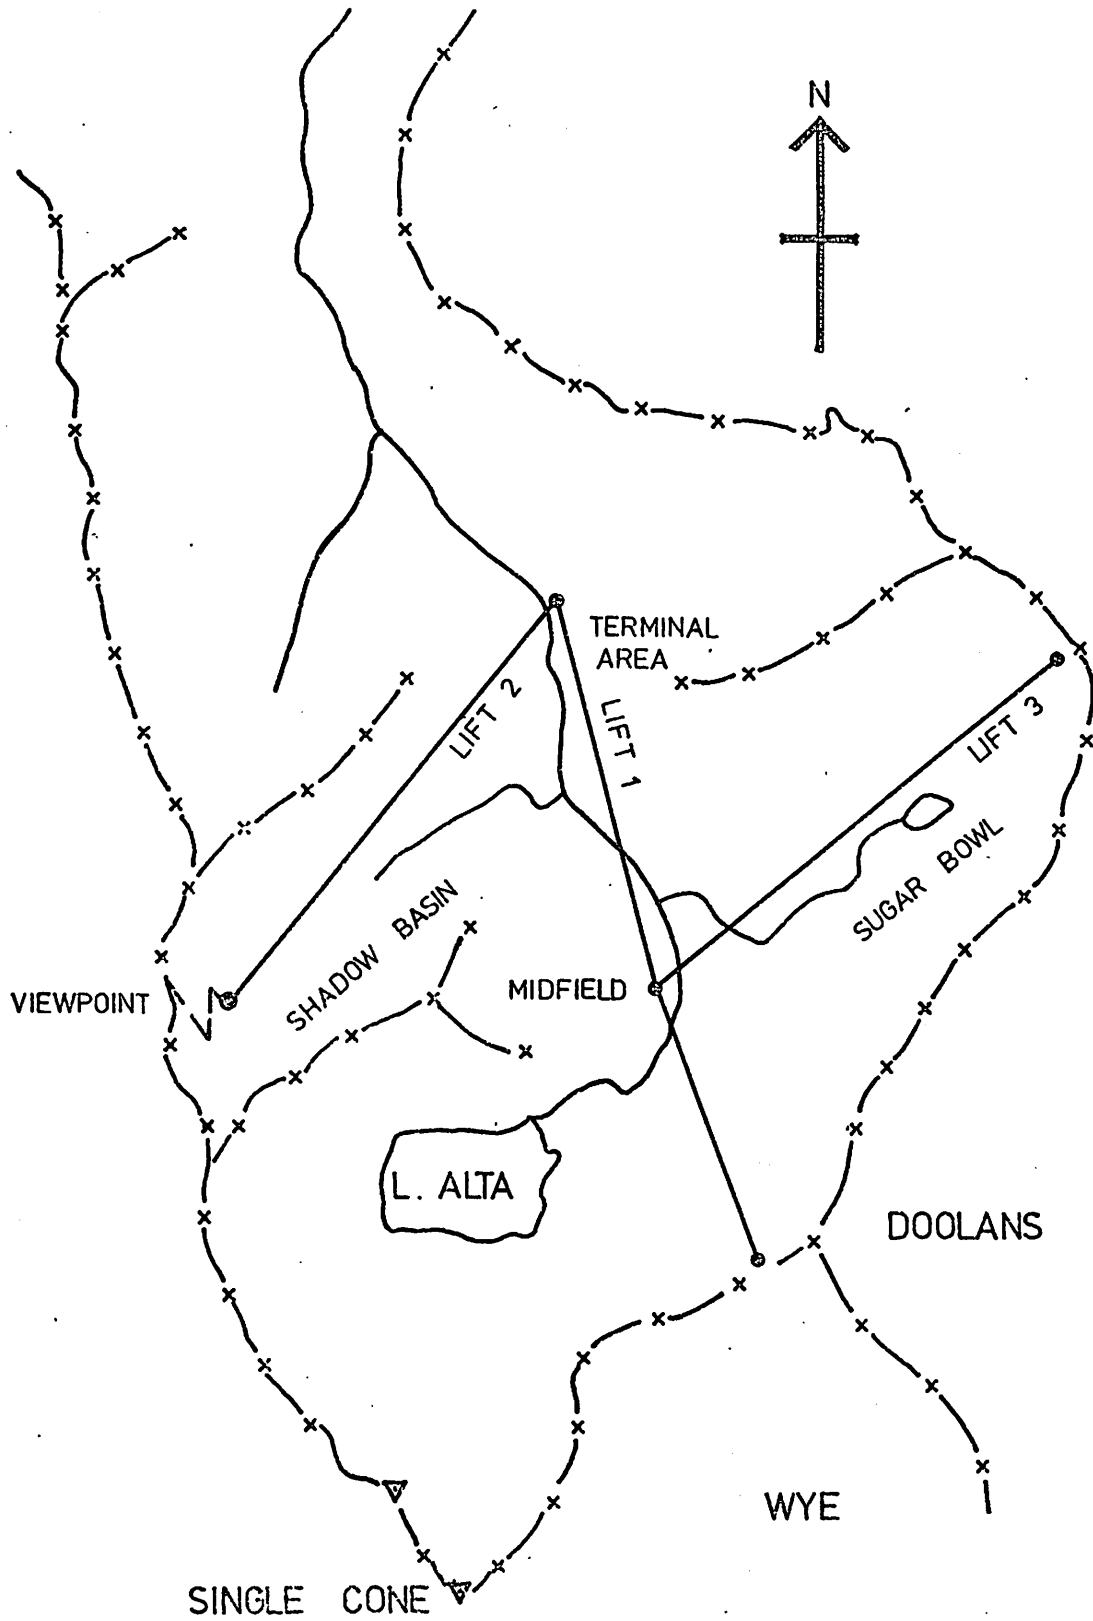 N
TERMINAL
AREA
LIFT 2
LIFT 1
LIFT 3
SUGAR BOWL
SHADOW BASIN
VIEWPOINT
MIDFIELD
L. ALTA
DOOLANS
WYE
SINGLE CONE